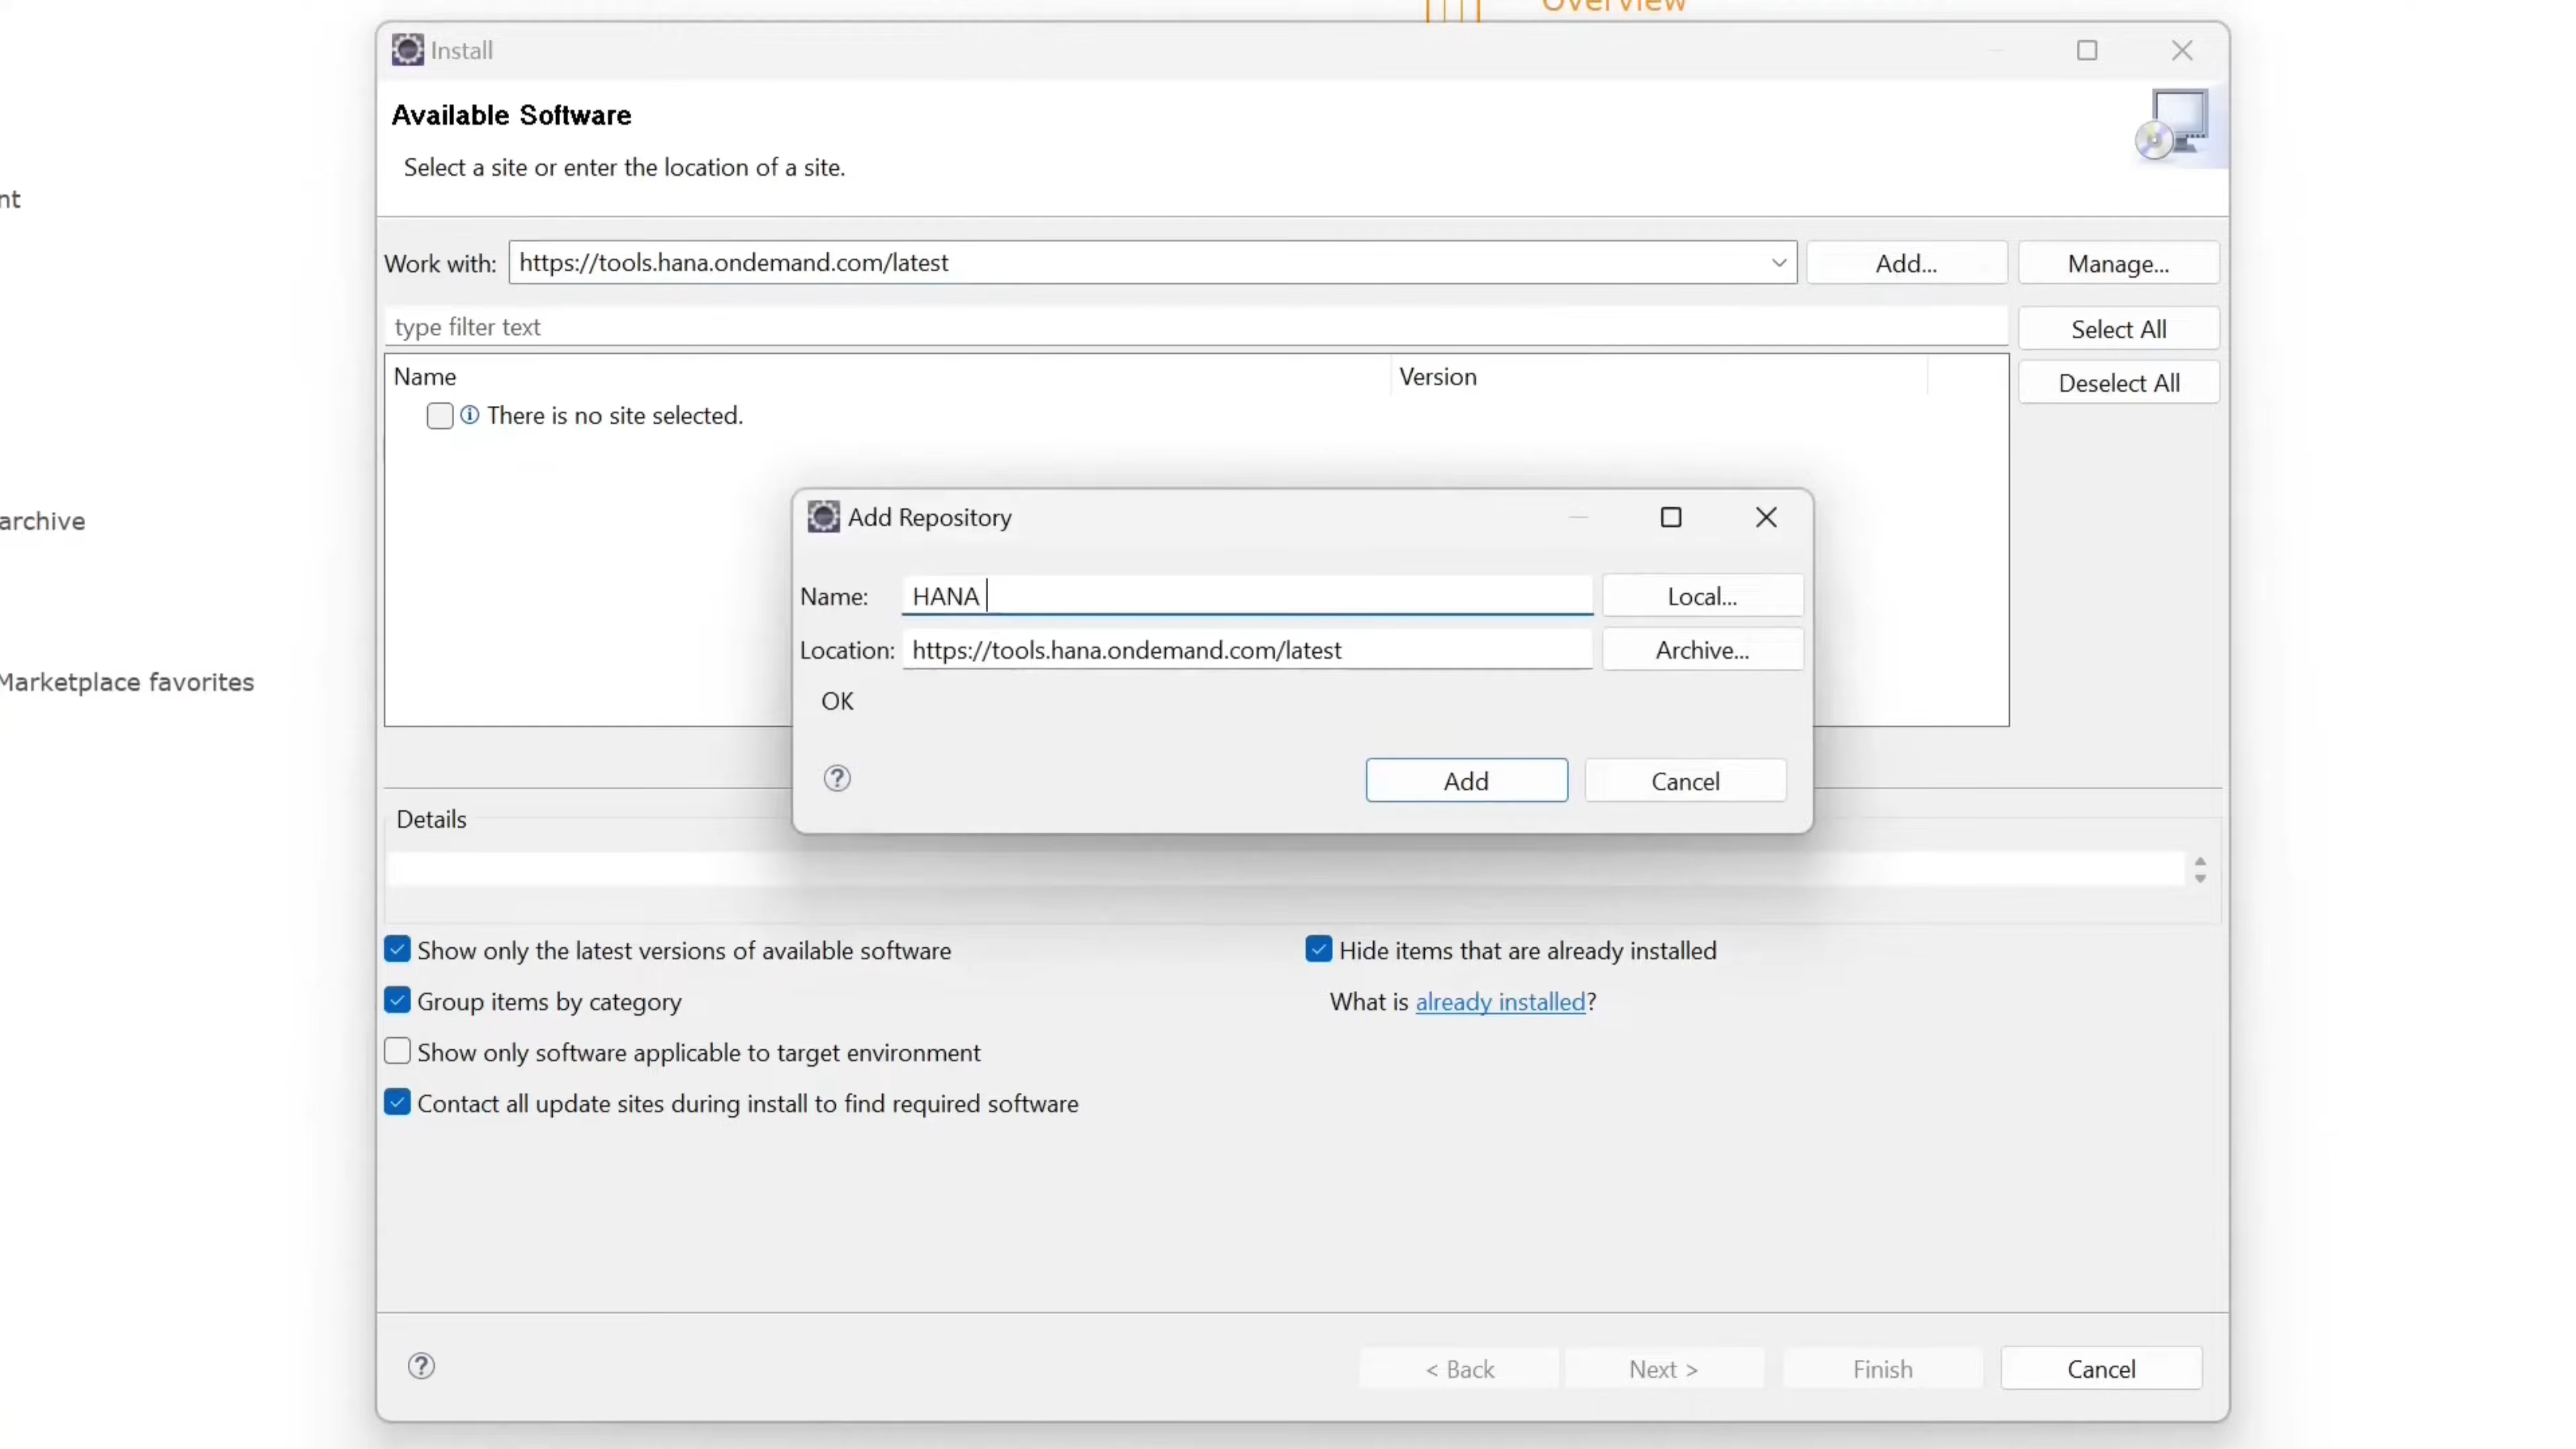 Overview
Install
Available Software
Select a site or enter the location of a site.
nt
Work with: https://tools.hana.ondemand.com/latest Add... Manage...
type filter text Select All
Name Version Deselect All
There is no site selected.
archive
Add Repository
Name: HANA Local...
Location: https://tools.hana.ondemand.com/latest Archive...
OK
Marketplace favorites
Add Cancel
Details
Show only the latest versions of available software Hide items that are already installed
Group items by category What is already installed?
Show only software applicable to target environment
Contact all update sites during install to find required software
< Back Next > Finish Cancel